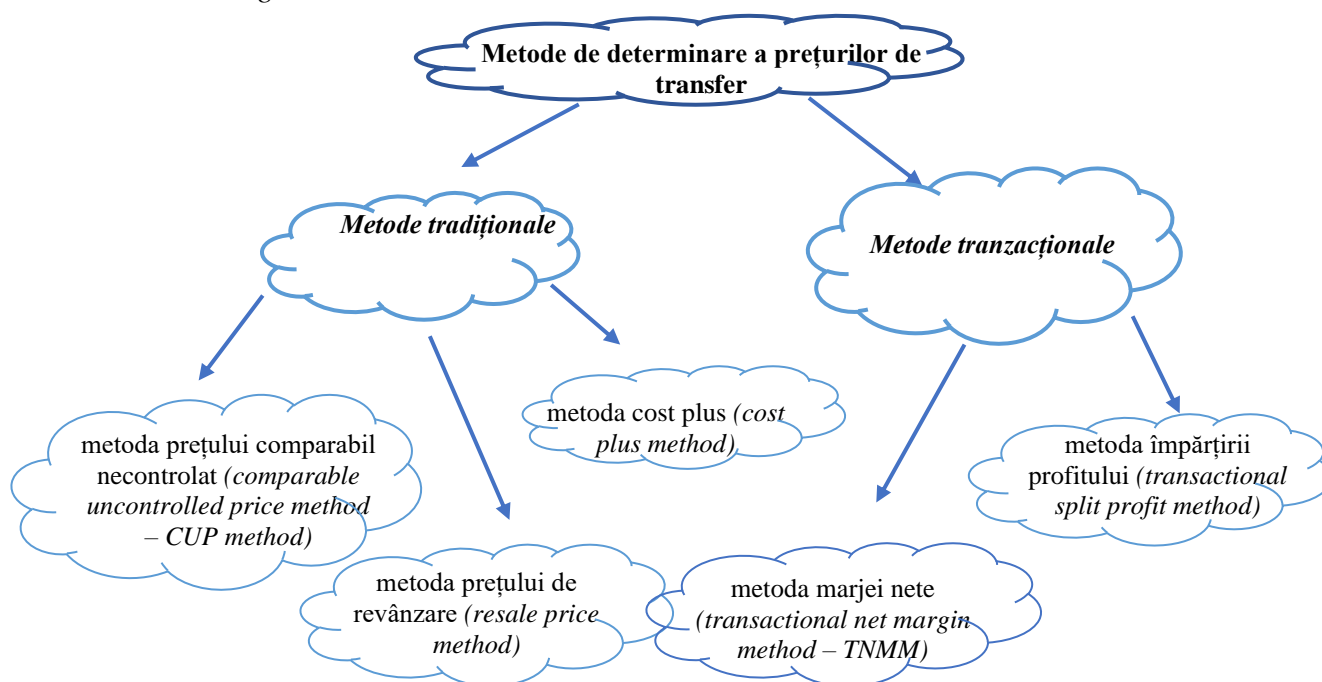 Metode de determinare a prețurilor de
transfer
Metode tradiționale
Metode tranzacționale
metoda cost plus (cost
plus method)
metoda prețului comparabil
necontrolat (comparable
uncontrolled price method
– CUP method)
metoda împărțirii
profitului (transactional
split profit method)
metoda prețului de
revânzare (resale price
method)
metoda marjei nete
(transactional net margin
method – TNMM)